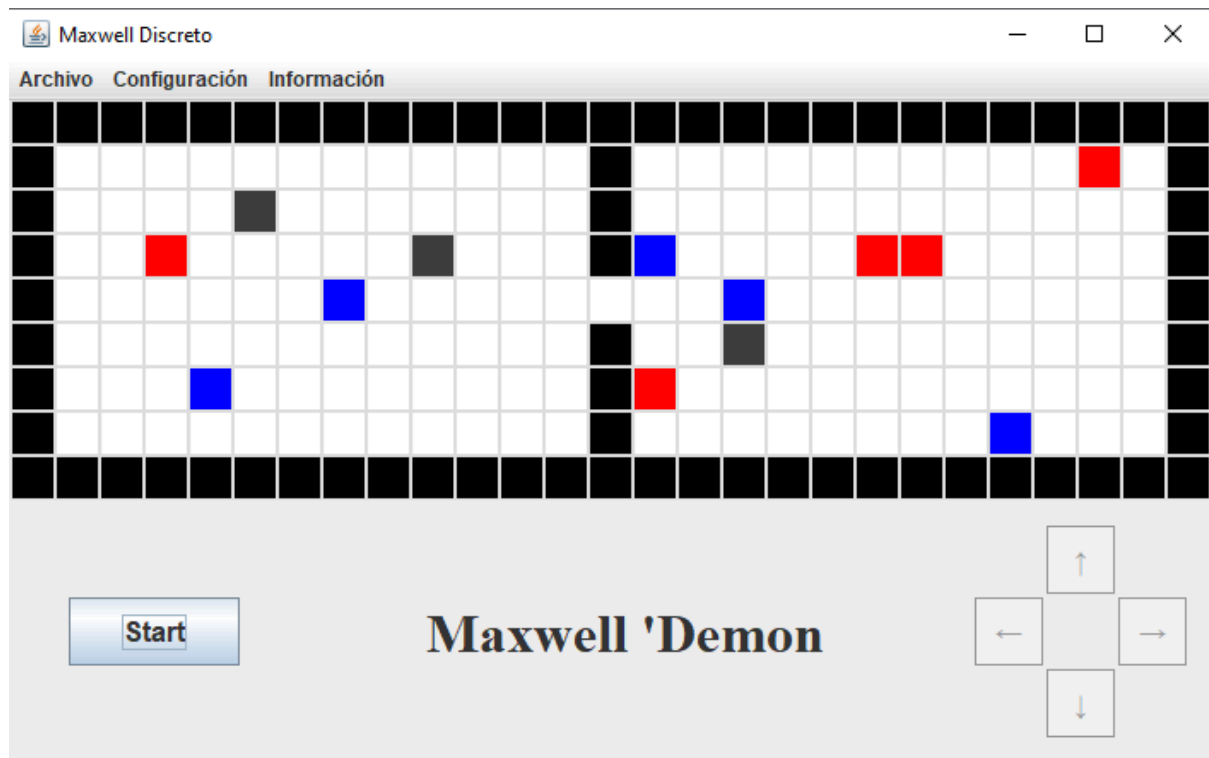 Maxwell Discreto
Archivo Configuración Información
↑
Start Maxwell 'Demon ← →
↓